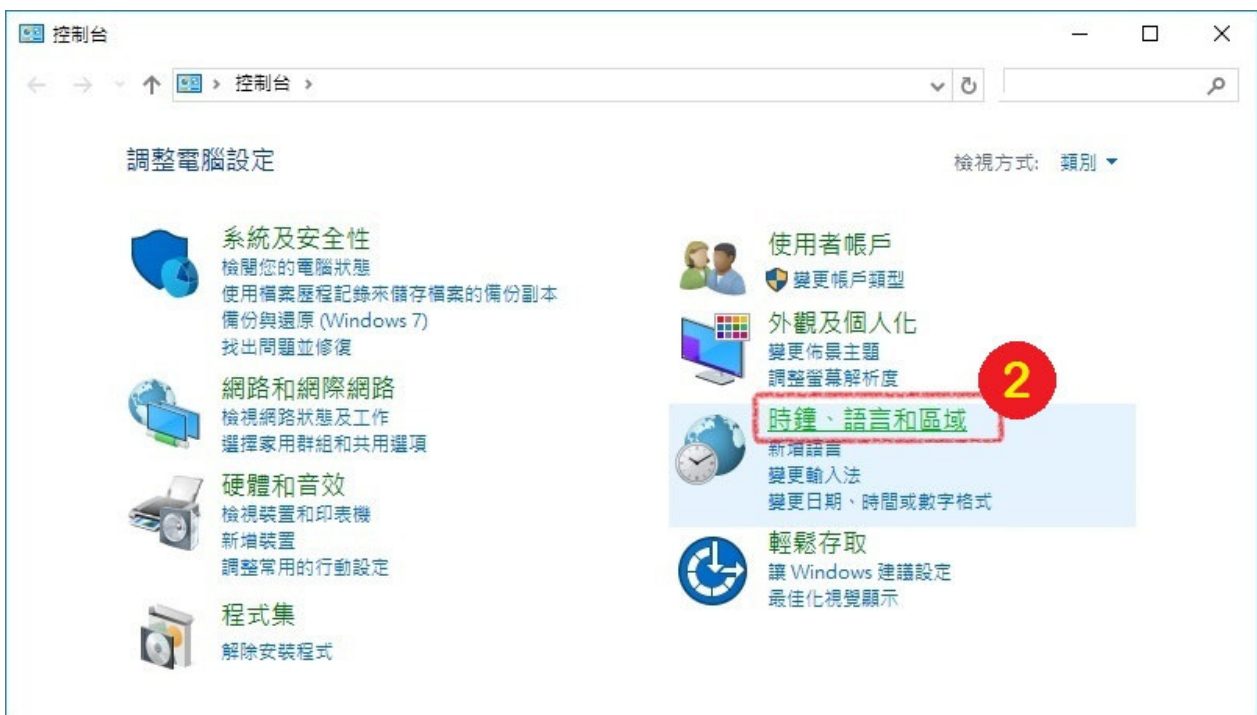 控制台
控制台
調整電腦設定
檢視方式: 類別
系統及安全性
檢閱您的電腦狀態
使用檔案歷程記錄來儲存檔案的備份副本
備份與還原 (Windows 7)
找出問題並修復
網路和網際網路
檢視網路狀態及工作
選擇家用群組和共用選項
硬體和音效
檢視裝置和印表機
新增裝置
調整常用的行動設定
程式集
解除安裝程式
使用者帳戶
變更帳戶類型
外觀及個人化
變更佈景主題
調整螢幕解析度
2
時鐘、語言和區域
新增語言
變更輸入法
變更日期、時間或數字格式
輕鬆存取
讓 Windows 建議設定
最佳化視覺顯示